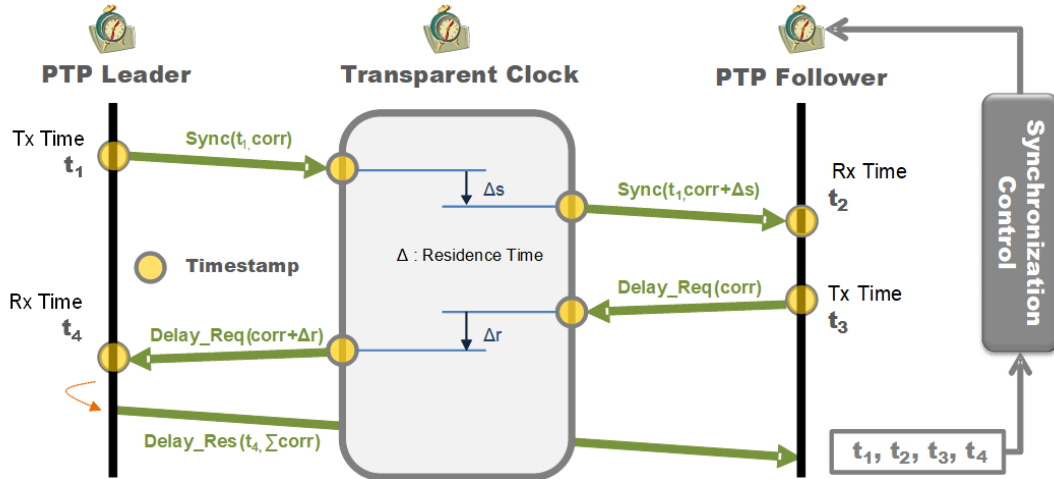 PTP Leader
Transparent Clock
PTP Follower
Tx Time
t₁
Sync(t₁,corr)
Δs
Sync(t₁,corr+Δs)
Rx Time
t₂
Δ : Residence Time
Timestamp
Rx Time
t₄
Delay_Req(corr)
Tx Time
t₃
Delay_Req(corr+Δr)
Δr
Delay_Res(t₄, ∑corr)
t₁, t₂, t₃, t₄
Synchronization
Control